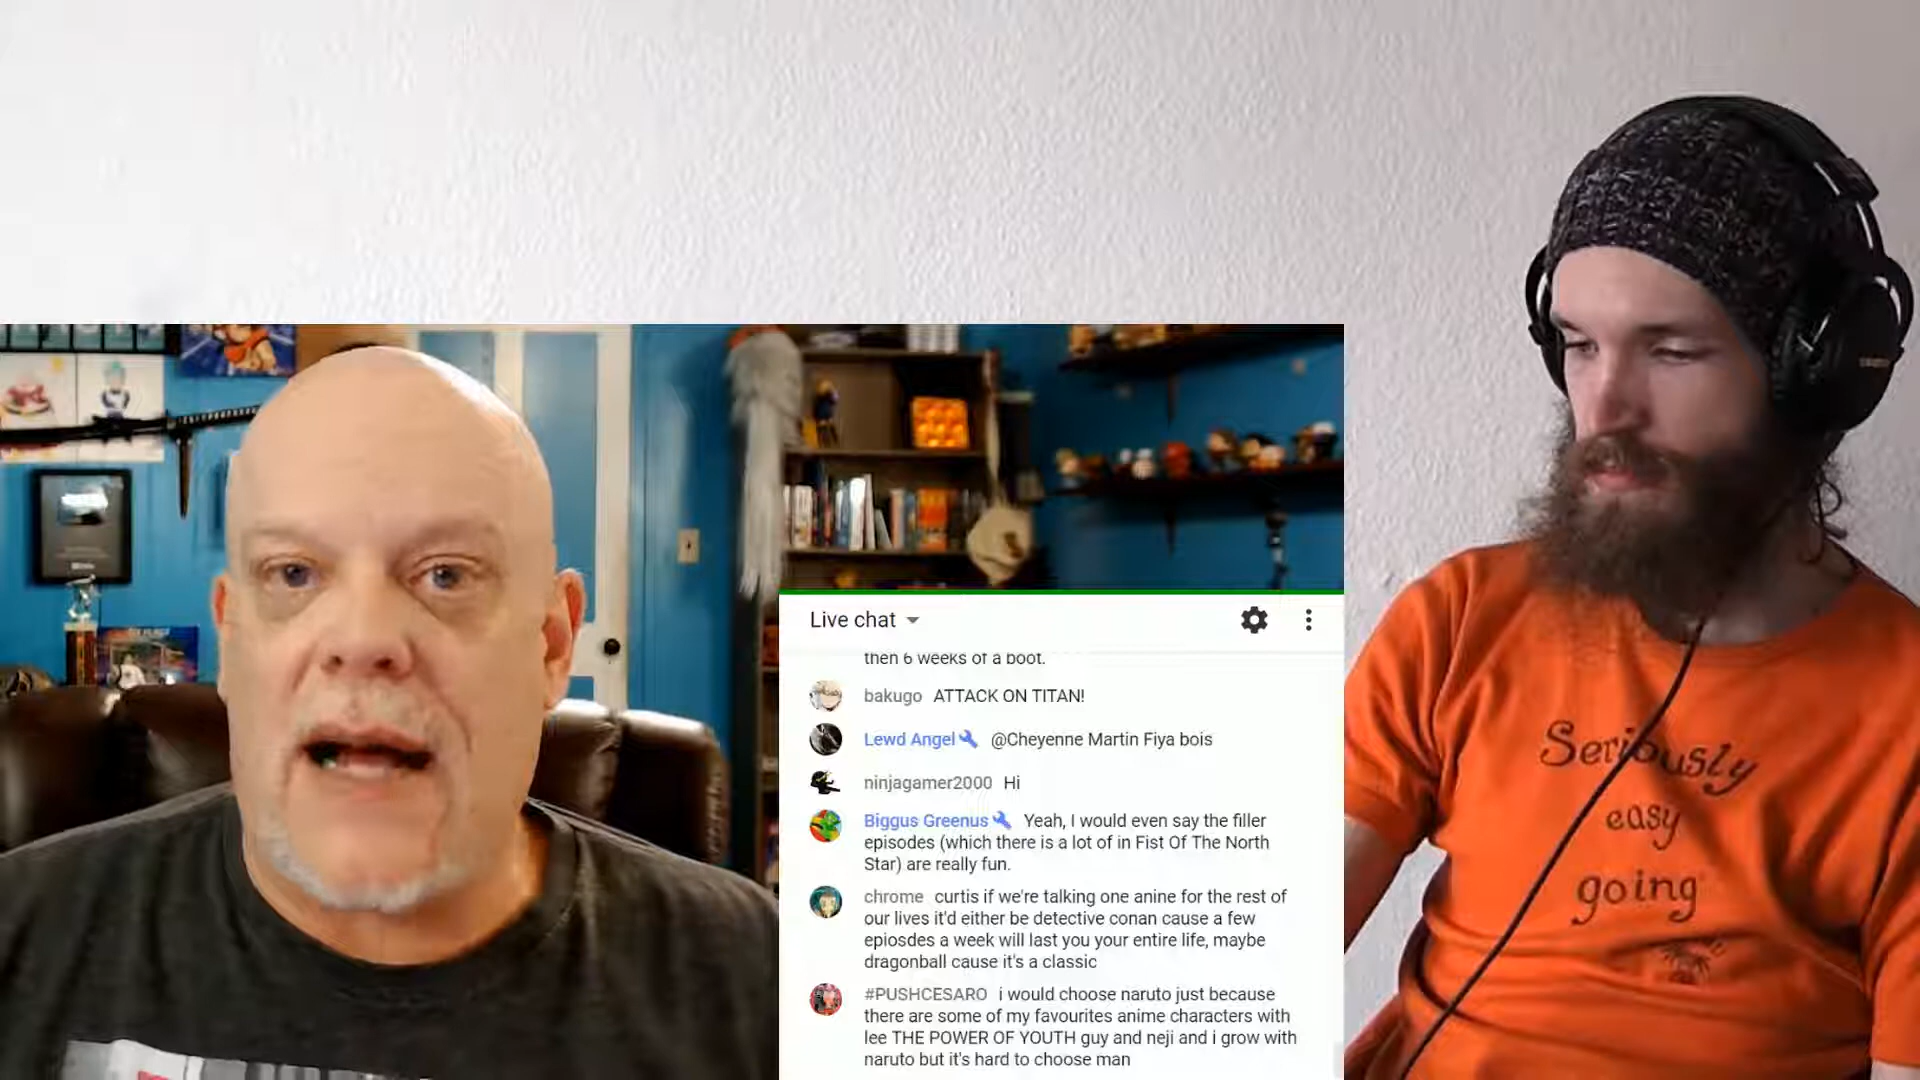 Live chat
then 6 weeks of a boot.
bakugo ATTACK ON TITAN!
Lewd Angel @Cheyenne Martin Fiya bois
ninjagamer2000 Hi
Biggus Greenus Yeah, I would even say the filler
episodes (which there is a lot of in Fist Of The North
Star) are really fun.
chrome curtis if we're talking one anine for the rest of
our lives it'd either be detective conan cause a few
epiosdes a week will last you your entire life, maybe
dragonball cause it's a classic
#PUSHCESARO i would choose naruto just because
there are some of my favourites anime characters with
lee THE POWER OF YOUTH guy and neji and i grow with
naruto but it's hard to choose man
Seriously
easy
going